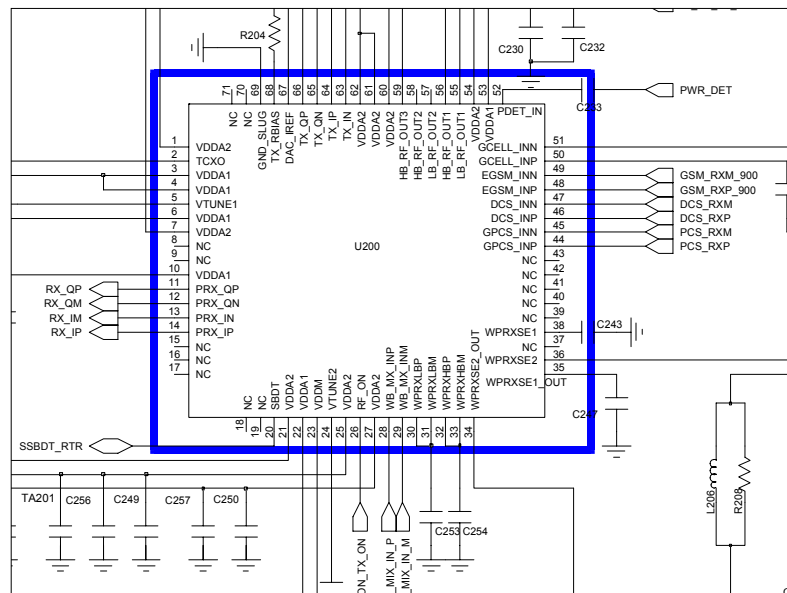 R204
C230
C232
C233
PWR_DET
71
70
69
68
67
66
65
64
63
62
61
60
59
58
57
56
55
54
53
52
NC
NC
GND_SLUG
TX_RBIAS
DAC_IREF
TX_QP
TX_QN
TX_IP
TX_IN
VDDA2
VDDA2
VDDA2
HB_RF_OUT3
HB_RF_OUT2
LB_RF_OUT2
HB_RF_OUT1
LB_RF_OUT1
VDDA2
VDDA1
PDET_IN
1 VDDA2
2 TCXO
3 VDDA1
4 VDDA1
5 VTUNE1
6 VDDA1
7 VDDA2
8 NC
9 NC
10 VDDA1
RX_QP 11 PRX_QP
RX_QM 12 PRX_QN
RX_IM 13 PRX_IN
RX_IP 14 PRX_IP
15 NC
16 NC
17 NC
U200
GCELL_INN 51
GCELL_INP 50
EGSM_INN 49 GSM_RXM_900
EGSM_INP 48 GSM_RXP_900
DCS_INN 47 DCS_RXM
DCS_INP 46 DCS_RXP
GPCS_INN 45 PCS_RXM
GPCS_INP 44 PCS_RXP
NC 43
NC 42
NC 41
NC 40
NC 39
WPRXSE1 38 C243
NC 37
WPRXSE2 36
WPRXSE1_OUT 35
NC
NC
SBDT
VDDA2
VDDA1
VDDM
VTUNE2
VDDA2
RF_ON
VDDA2
WB_MX_INP
WB_MX_INM
WPRXLBP
WPRXLBM
WPRXHBP
WPRXHBM
WPRXSE2_OUT
18
19
20
21
22
23
24
25
26
27
28
29
30
31
32
33
34
C247
SSBDT_RTR
TA201
C256
C249
C257
C250
ON_TX_ON
MIX_IN_P
MIX_IN_M
C253
C254
L206
R208